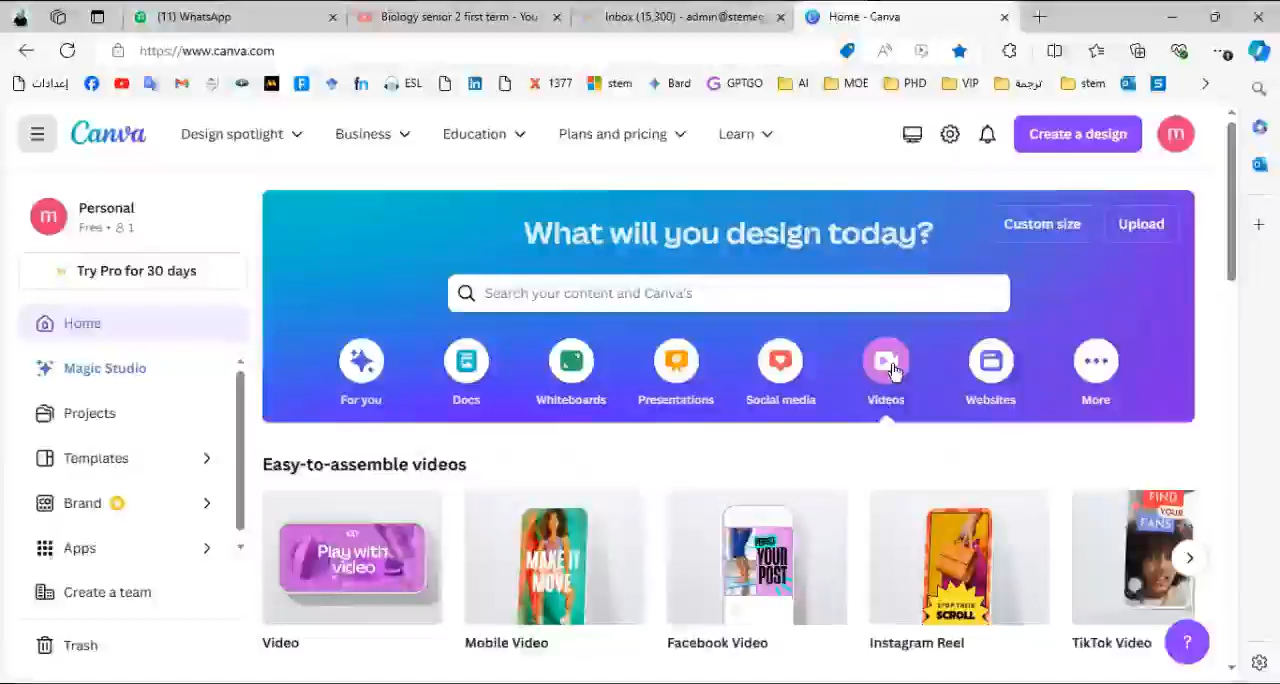 (11) WhatsApp
Biology senior 2 first term - You
Inbox (15,300) - admin@stemes
Home - Canva
https://www.canva.com
إعدادات
ESL
1377
stem
Bard
GPTGO
AI
MOE
PHD
VIP
ترجمة
stem
Canva
Design spotlight
Business
Education
Plans and pricing
Learn
Create a design
m
m
Personal
Free • 1
Try Pro for 30 days
Home
Magic Studio
Projects
Templates
Brand
Apps
Create a team
Trash
What will you design today?
Custom size
Upload
Search your content and Canva's
For you
Docs
Whiteboards
Presentations
Social media
Videos
Websites
More
Easy-to-assemble videos
Play with
video
MAKE IT
MOVE
PERFECT
YOUR
POST
STOP THEIR
SCROLL
FIND
YOUR
FANS
Video
Mobile Video
Facebook Video
Instagram Reel
TikTok Video
?